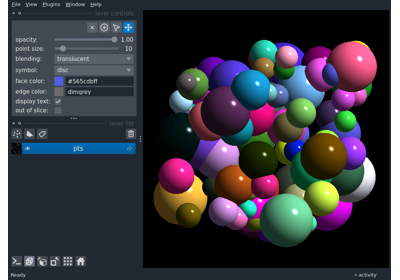 File View Plugins Window Help
layer controls
opacity: 1.00
point size: 10
blending: translucent
symbol: disc
face color: #565cdbff
edge color: dimgrey
display text:
out of slice:
layer list
pts
Ready
activity